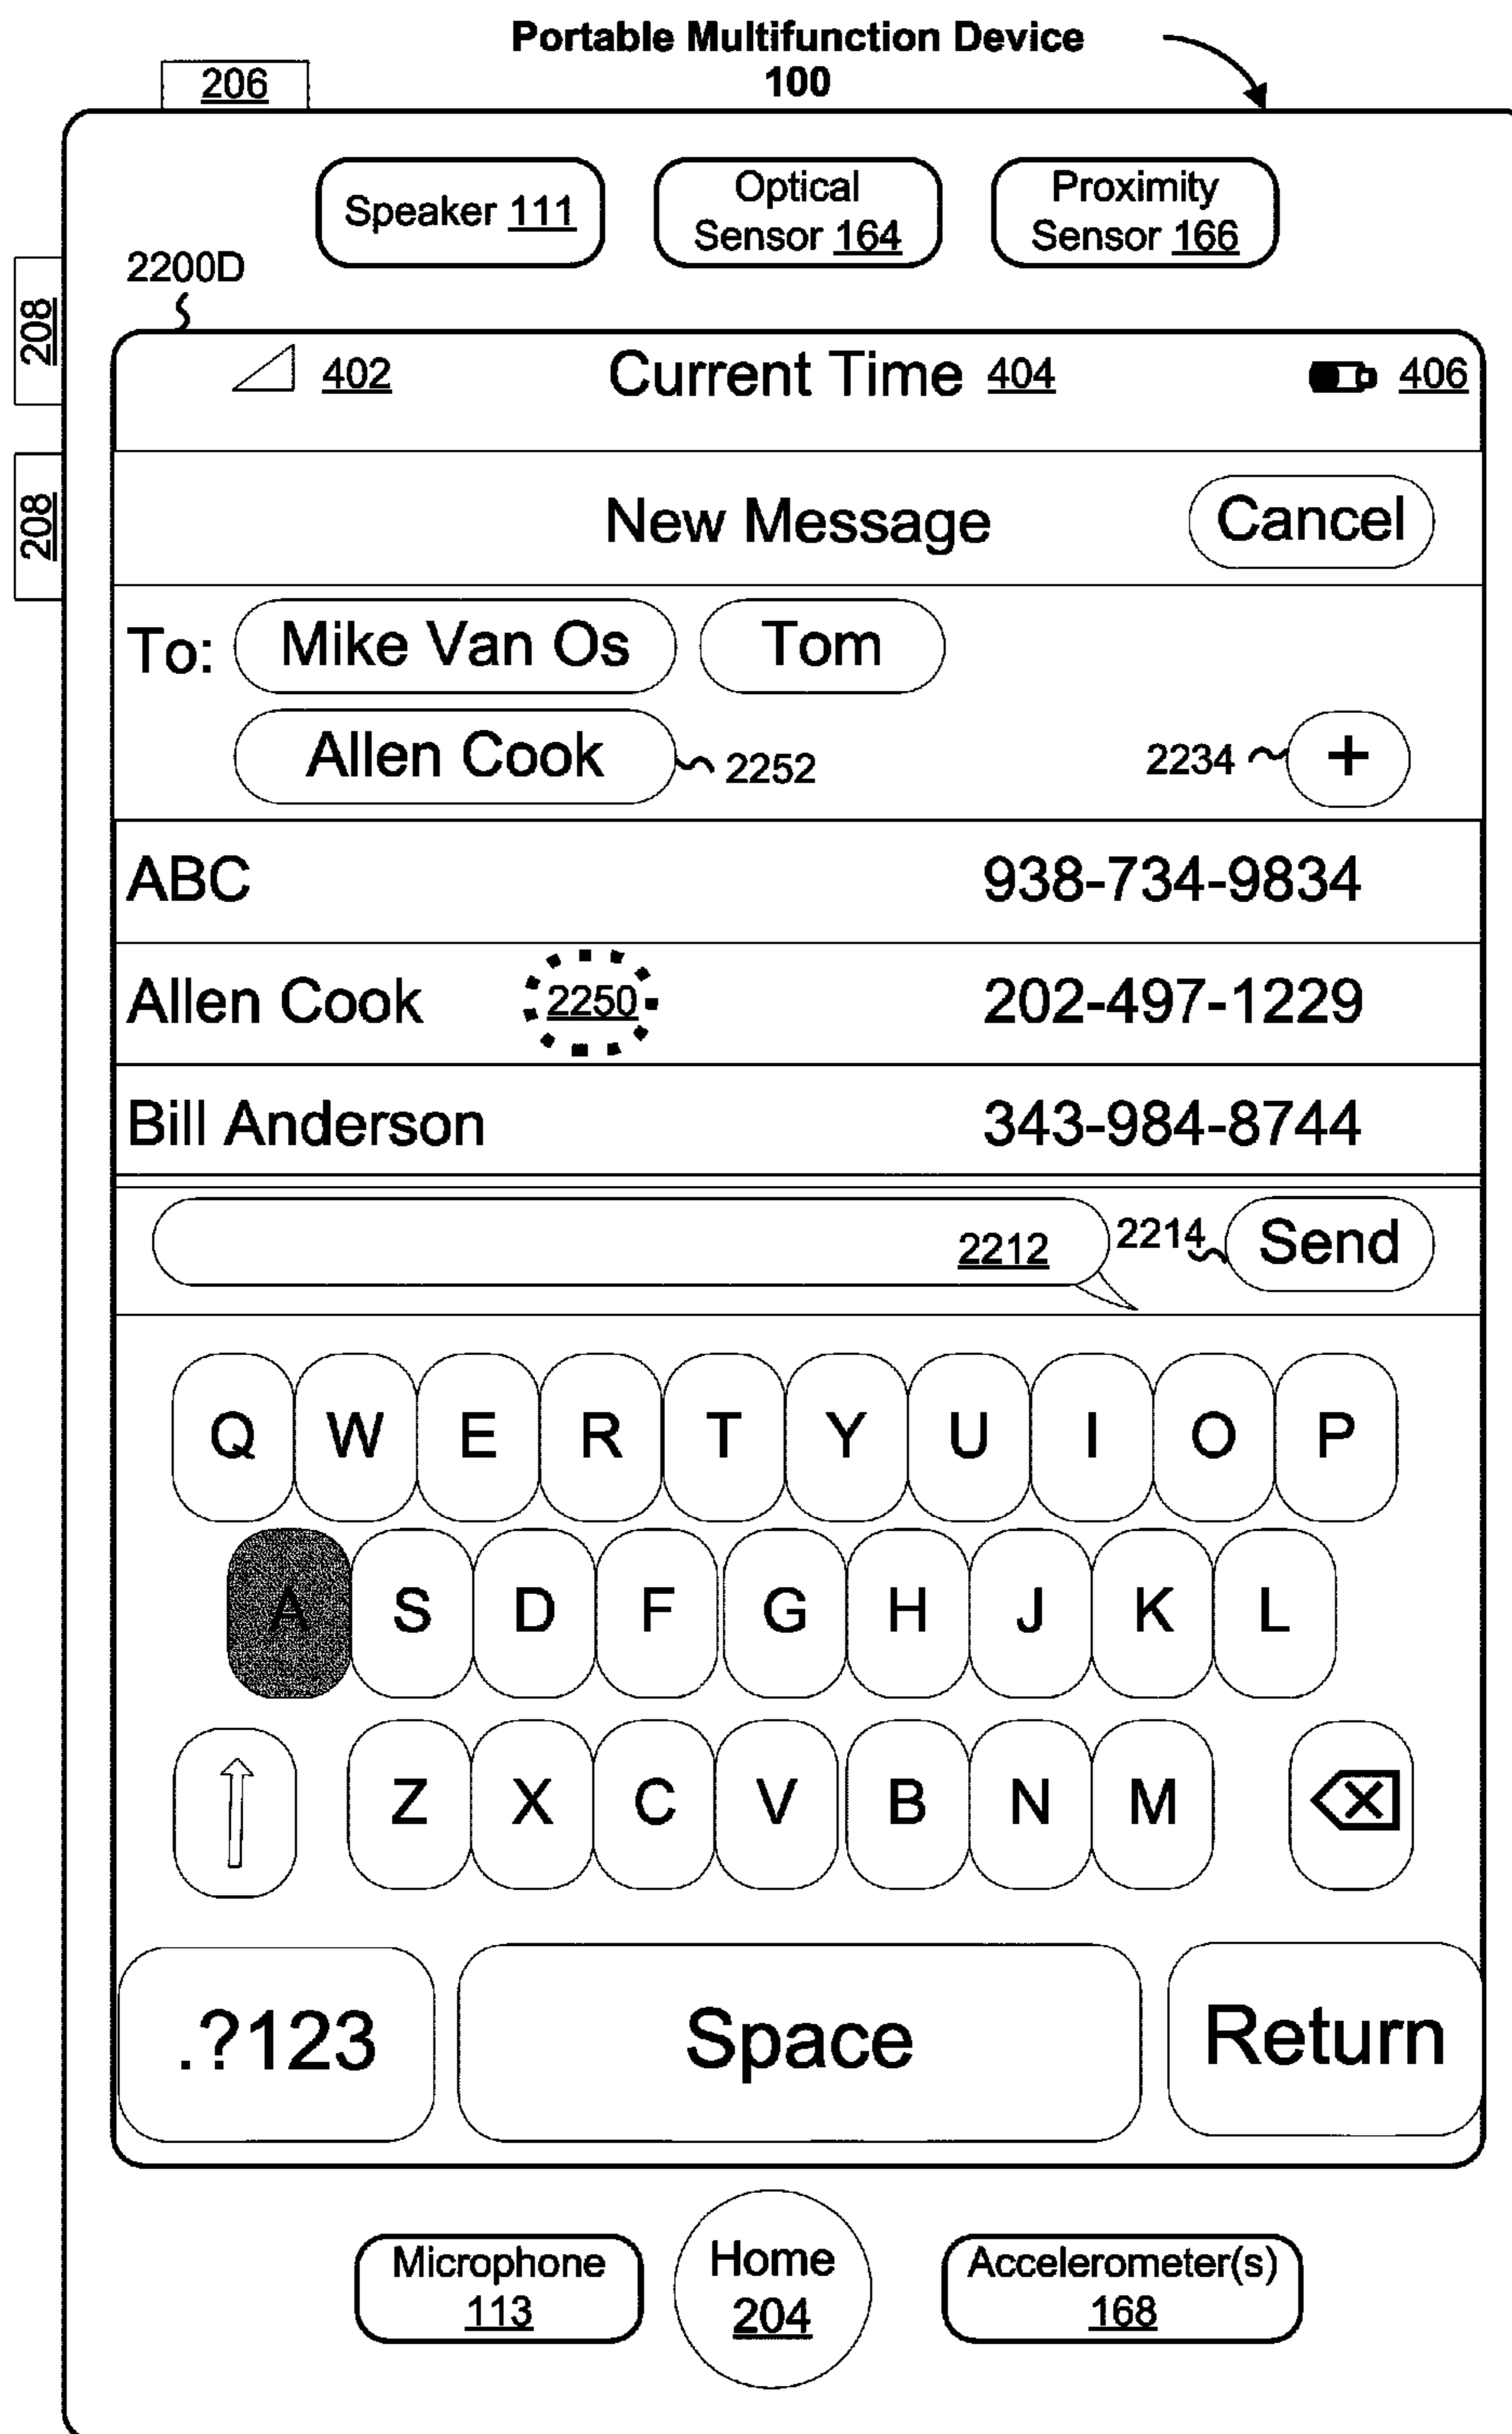 Portable Multifunction Device
100
206
Speaker 111
Optical
Sensor 164
Proximity
Sensor 166
2200D
208
208
402 Current Time 404 406
New Message Cancel
To: Mike Van Os Tom
Allen Cook 2252 2234 +
ABC 938-734-9834
Allen Cook 2250 202-497-1229
Bill Anderson 343-984-8744
2212 2214 Send
Q W E R T Y U I O P
A S D F G H J K L
Z X C V B N M
.?123 Space Return
Microphone
113
Home
204
Accelerometer(s)
168